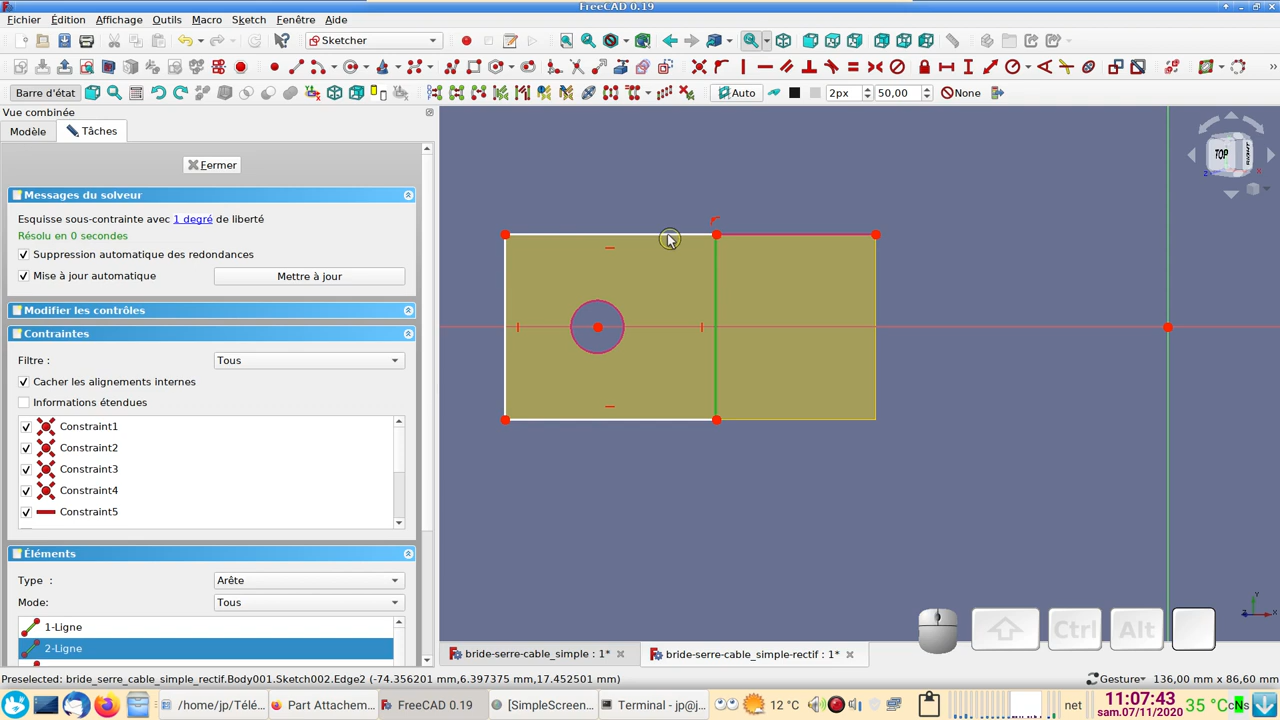 FreeCAD 0.19
Fichier Édition Affichage Outils Macro Sketch Fenêtre Aide
Sketcher
Barre d'état Auto 2px 50,00 None
Vue combinée
Modèle Tâches
Fermer
Messages du solveur
Esquisse sous-contrainte avec 1 degré de liberté
Résolu en 0 secondes
Suppression automatique des redondances
Mise à jour automatique Mettre à jour
Modifier les contrôles
Contraintes
Filtre : Tous
Cacher les alignements internes
Informations étendues
Constraint1
Constraint2
Constraint3
Constraint4
Constraint5
Éléments
Type : Arête
Mode: Tous
1-Ligne
2-Ligne
TOP
RIGHT
Ctrl Alt
bride-serre-cable_simple : 1* bride-serre-cable_simple-rectif : 1*
Preselected: bride_serre_cable_simple_rectif.Body001.Sketch002.Edge2 (-74.356201 mm,6.397375 mm,17.452501 mm) Gesture 136,00 mm x 86,60 mm
/home/jp/Télé... Part Attachem... FreeCAD 0.19 [SimpleScreen... Terminal - jp@j... 12 °C net 11:07:43 sam.07/11/2020 35 °C